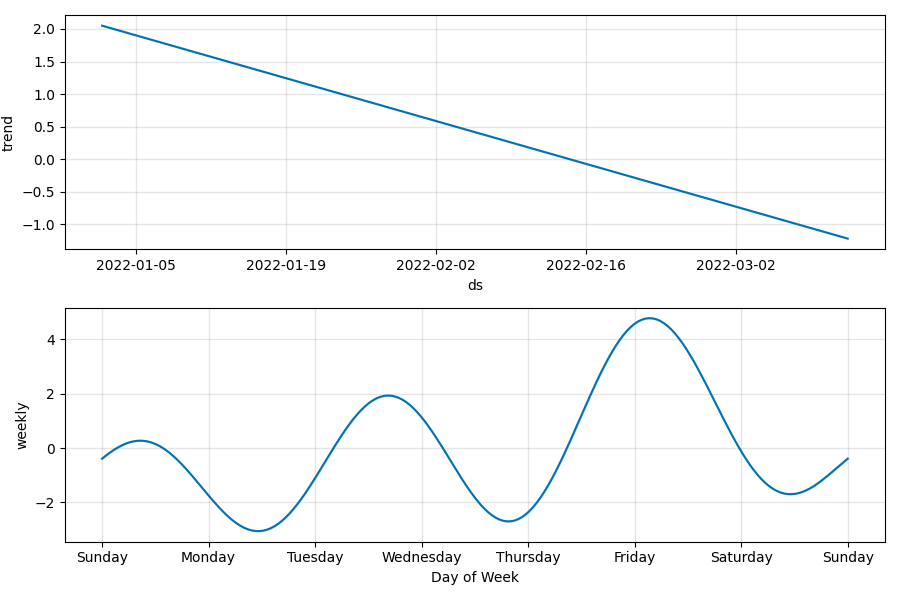 2.0
1.5
1.0
0.5
0.0
−0.5
−1.0
trend
2022-01-05 2022-01-19 2022-02-02 2022-02-16 2022-03-02
ds
4
2
0
−2
weekly
Sunday Monday Tuesday Wednesday Thursday Friday Saturday Sunday
Day of Week